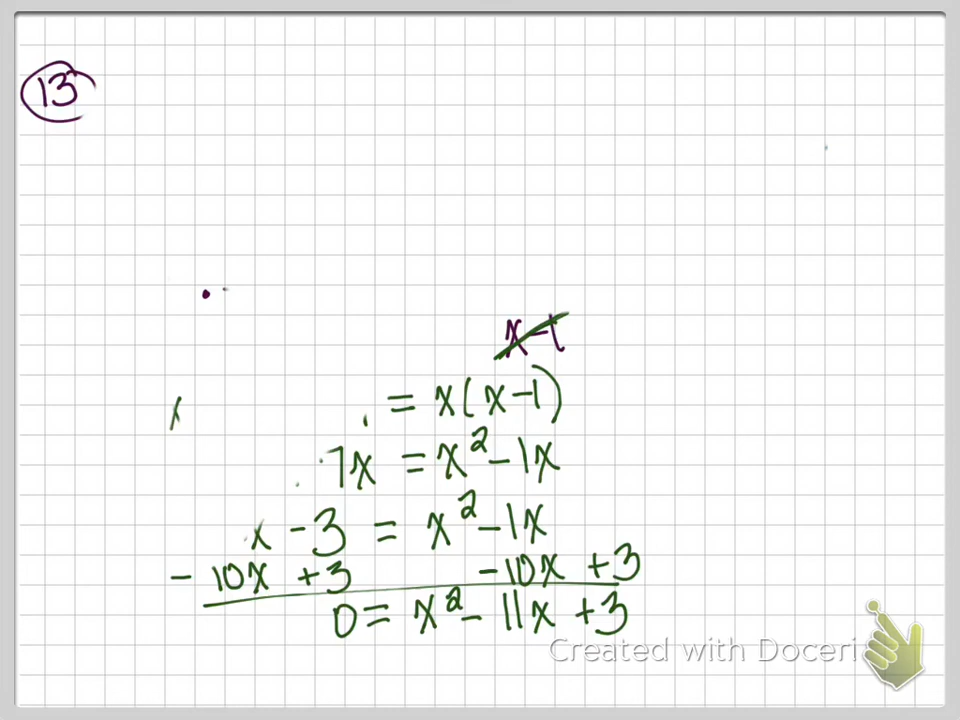 13
x-1
= x(x-1)
7x = x² - 1x
x - 3 = x² - 1x
- 10x + 3 - 10x + 3
0 = x² - 11x + 3
Created with Doceri